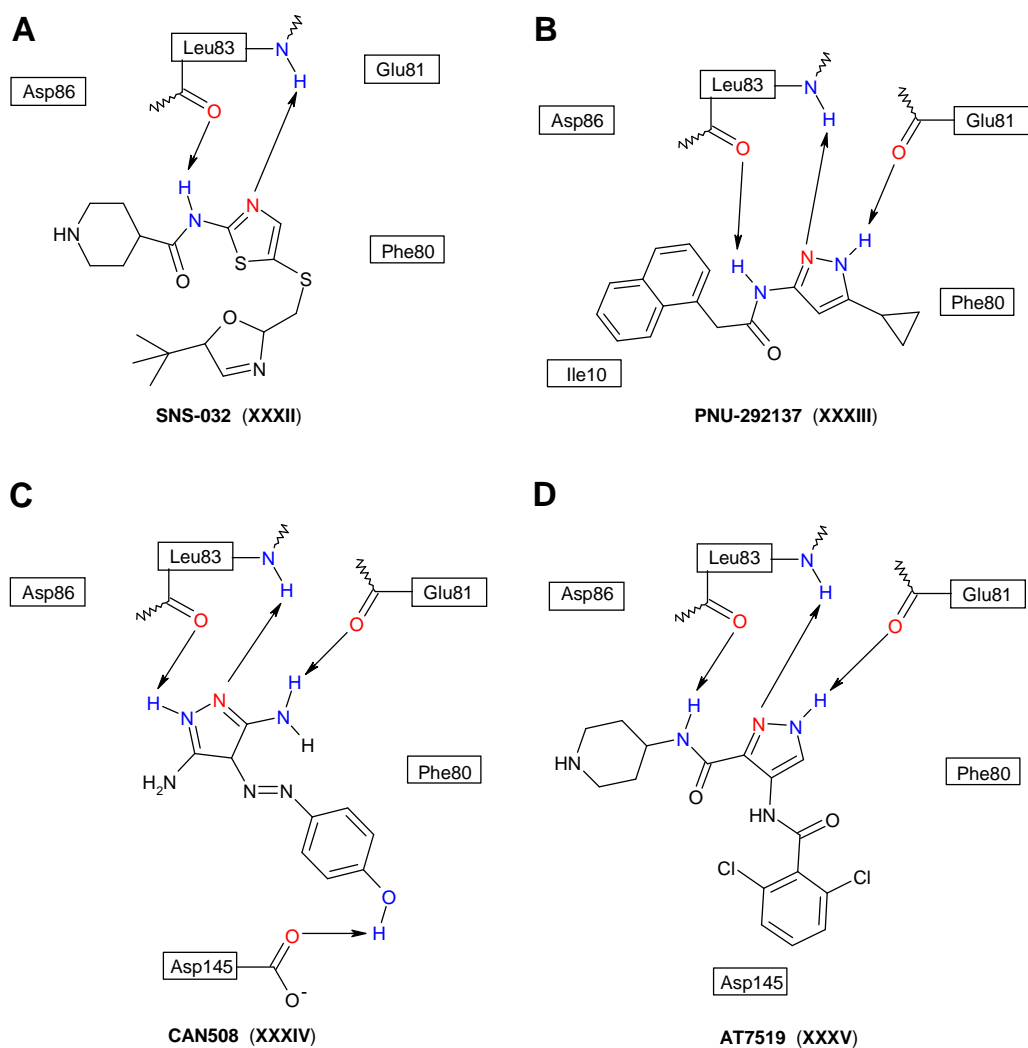 A
Leu83
N
H
Glu81
Asp86
O
H
N
N
HN
O
S
S
Phe80
O
N
SNS-032 (XXXII)
B
Leu83
N
H
Glu81
Asp86
O
O
H
H
N
N
N
O
Phe80
Ile10
PNU-292137 (XXXIII)
C
Leu83
N
H
Glu81
Asp86
O
O
H
N
N
H
N
H
H2N
N
N
Phe80
O
H
O
Asp145
O-
CAN508 (XXXIV)
D
Leu83
N
H
Glu81
Asp86
O
O
H
H
N
N
N
HN
O
Phe80
HN
O
Cl
Cl
Asp145
AT7519 (XXXV)